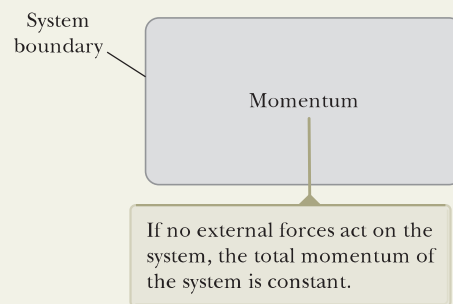 System
boundary
Momentum
If no external forces act on the
system, the total momentum of
the system is constant.